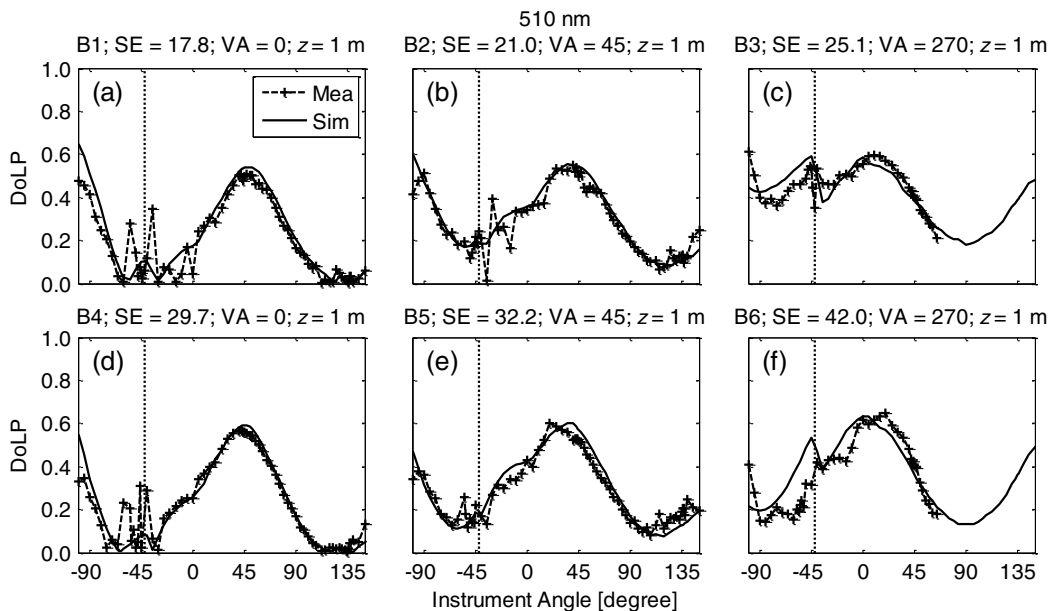 510 nm
B1; SE = 17.8; VA = 0; z = 1 m
B2; SE = 21.0; VA = 45; z = 1 m
B3; SE = 25.1; VA = 270; z = 1 m
1.0
0.8
0.6
0.4
0.2
0.0
DoLP
(a)
Mea
Sim
(b)
(c)
B4; SE = 29.7; VA = 0; z = 1 m
B5; SE = 32.2; VA = 45; z = 1 m
B6; SE = 42.0; VA = 270; z = 1 m
1.0
0.8
0.6
0.4
0.2
0.0
DoLP
(d)
(e)
(f)
-90 -45 0 45 90 135
-90 -45 0 45 90 135
-90 -45 0 45 90 135
Instrument Angle [degree]